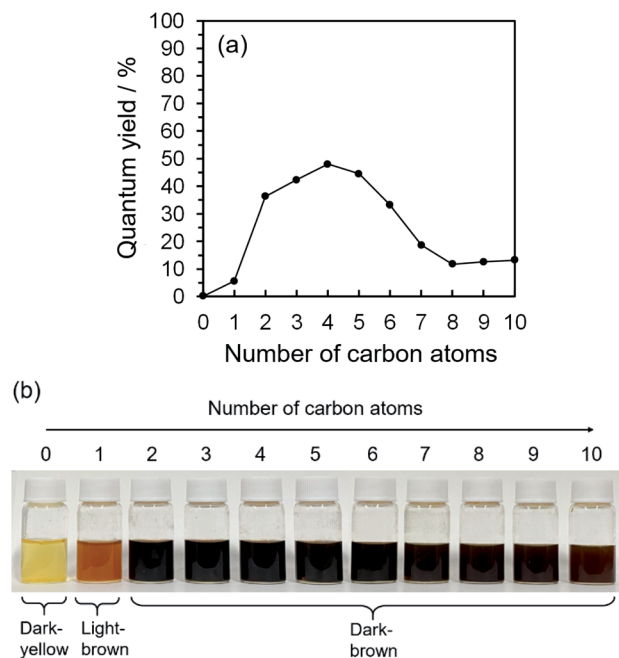 (a)
Quantum yield / %
100
90
80
70
60
50
40
30
20
10
0
0 1 2 3 4 5 6 7 8 9 10
Number of carbon atoms
(b)
Number of carbon atoms
0 1 2 3 4 5 6 7 8 9 10
Dark-
yellow
Light-
brown
Dark-
brown